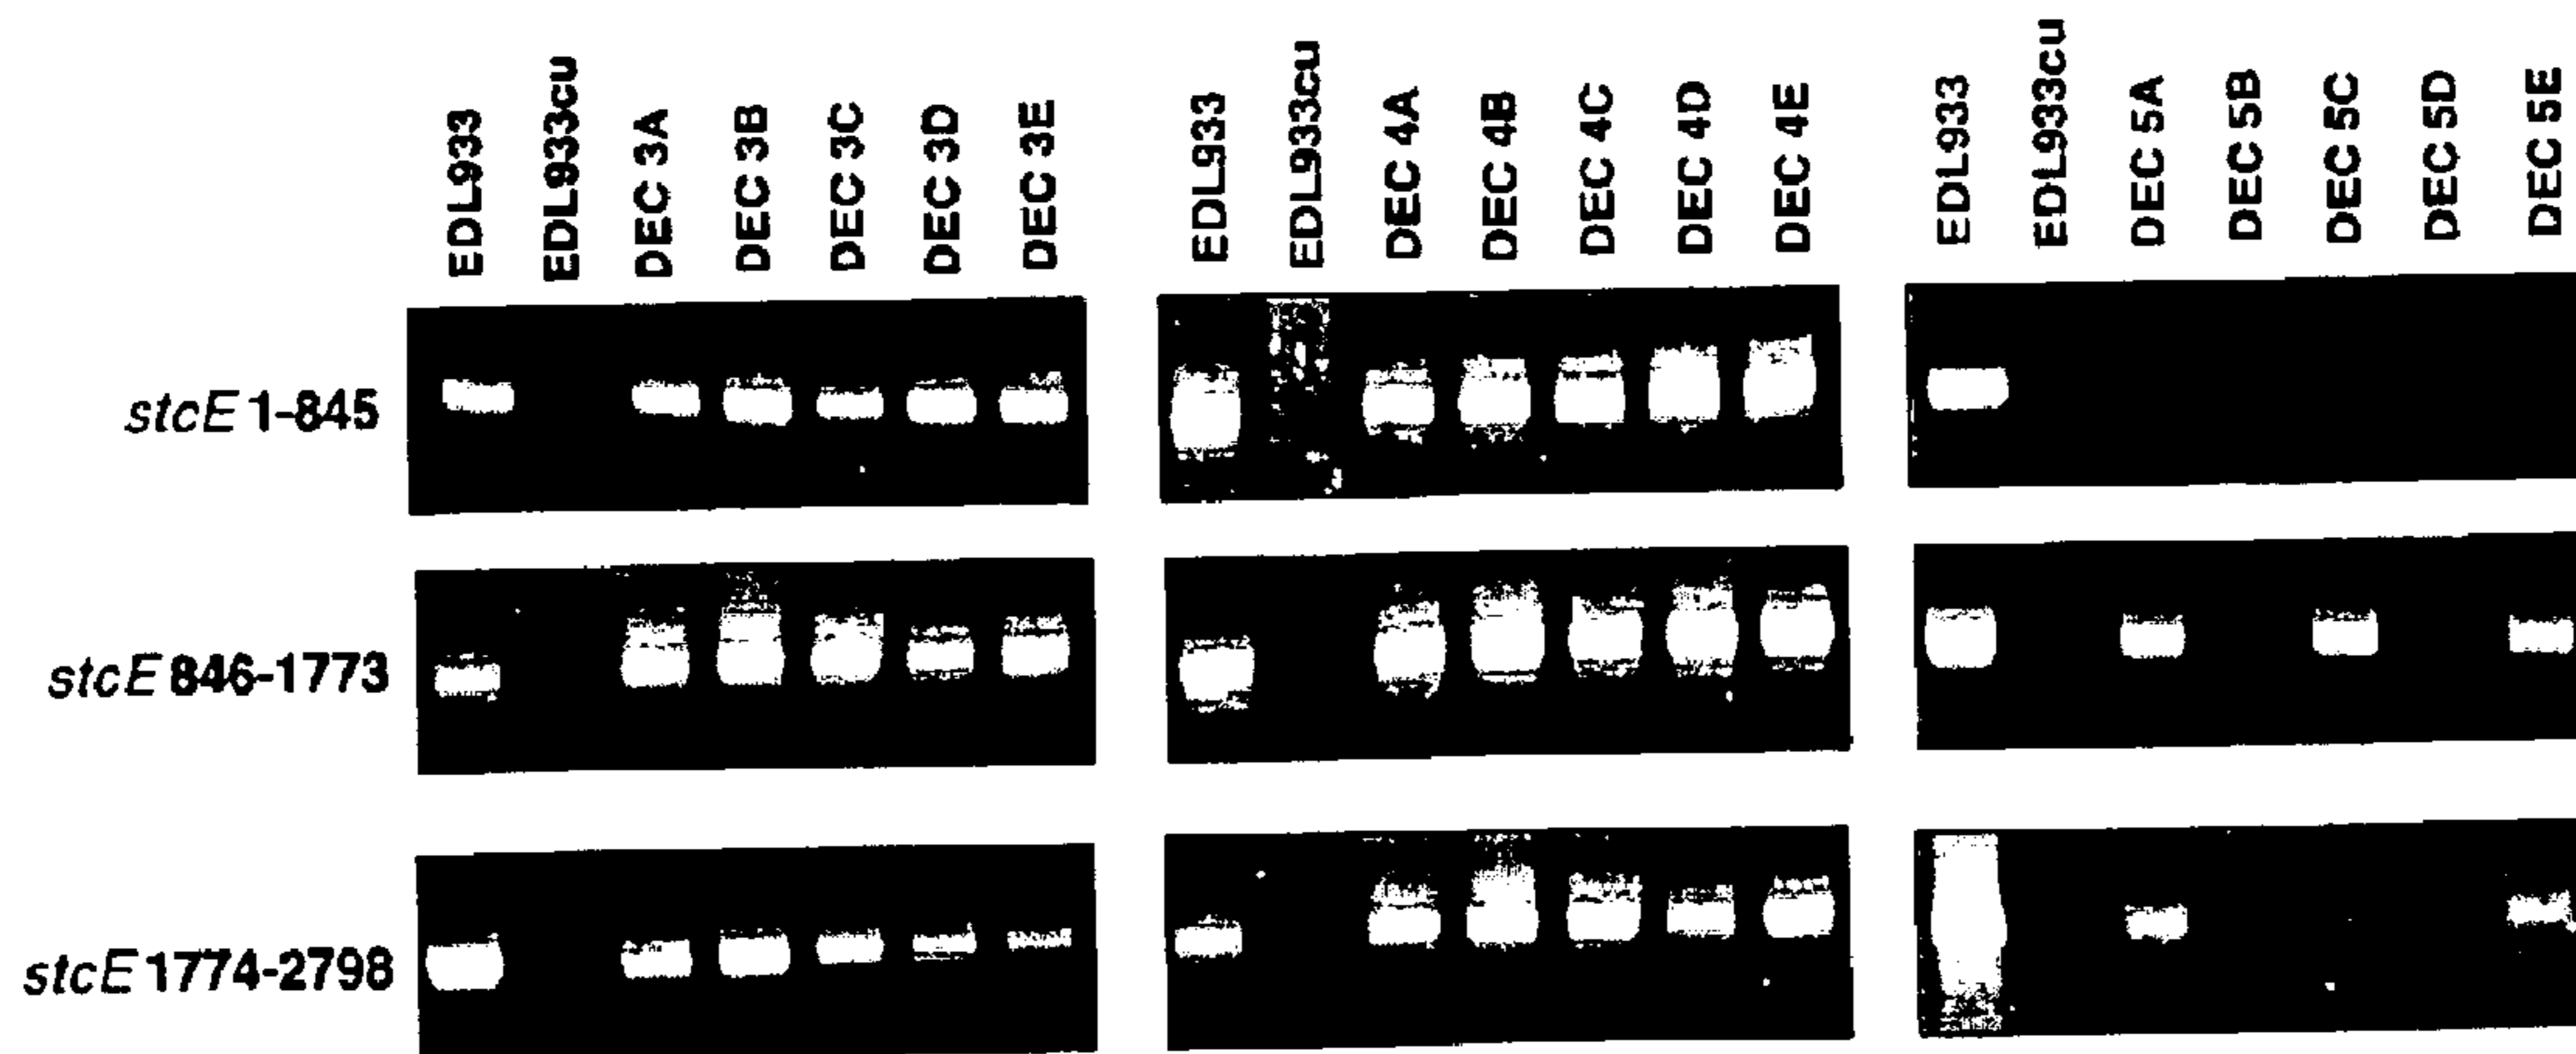 EDL933
EDL933cu
DEC 3A
DEC 3B
DEC 3C
DEC 3D
DEC 3E
EDL933
EDL933cu
DEC 4A
DEC 4B
DEC 4C
DEC 4D
DEC 4E
EDL933
EDL933cu
DEC 5A
DEC 5B
DEC 5C
DEC 5D
DEC 5E
stcE 1-845
stcE 846-1773
stcE 1774-2798